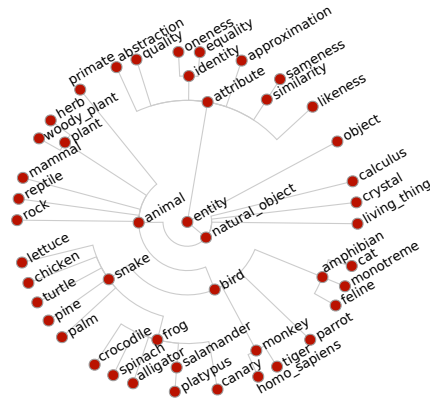 oneness
equality
abstraction
quality
approximation
primate
identity
sameness
similarity
attribute
likeness
herb
woody_plant
plant
object
mammal
calculus
reptile
crystal
rock
animal
entity
living_thing
natural_object
lettuce
chicken
snake
amphibian
cat
turtle
bird
monotreme
pine
feline
palm
frog
parrot
crocodile
salamander
monkey
spinach
tiger
alligator
homo_sapiens
platypus
canary